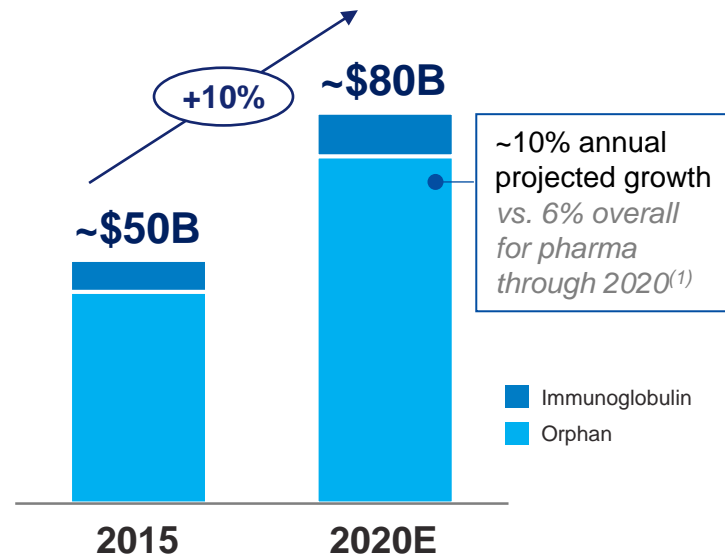 +10%
~$80B
~$50B
~10% annual
projected growth
vs. 6% overall
for pharma
through 2020(1)
Immunoglobulin
Orphan
2015
2020E